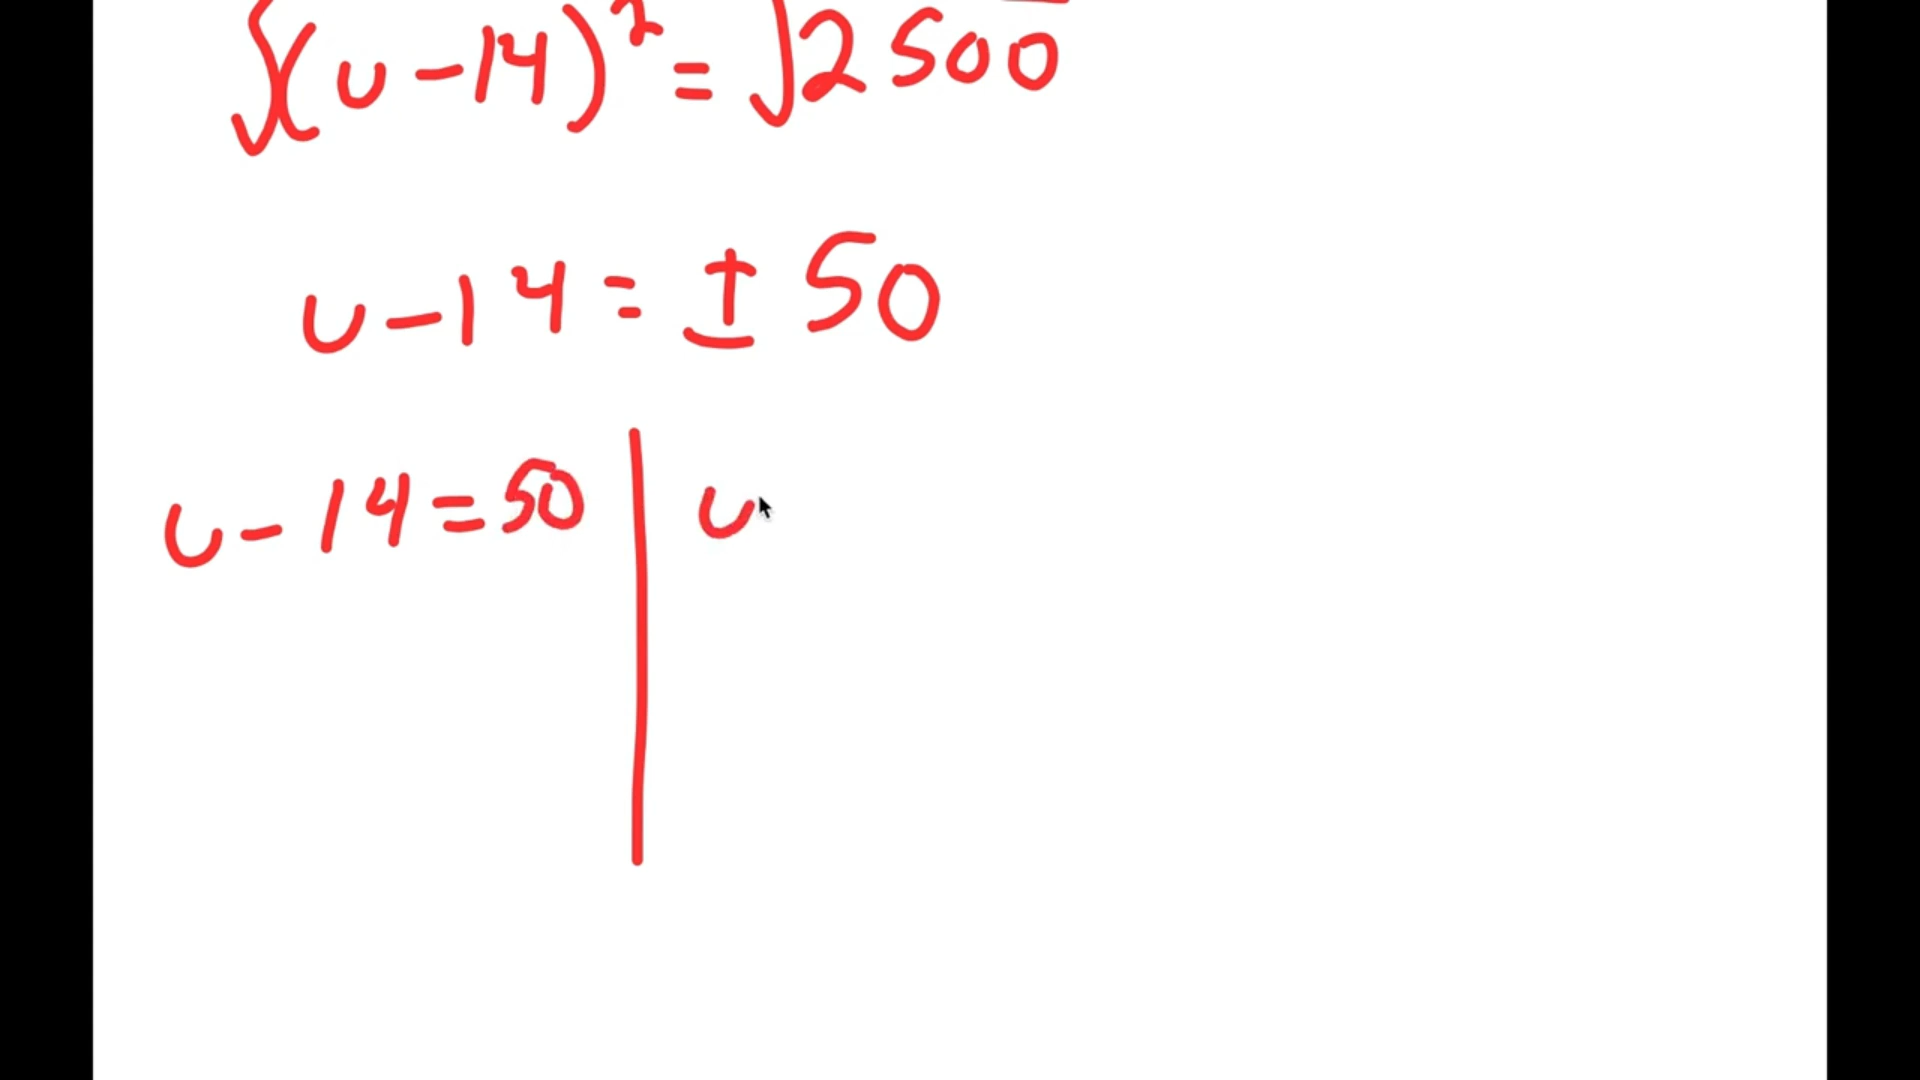 √(u-14)² = √2500
u-14 = ± 50
u-14=50 | u